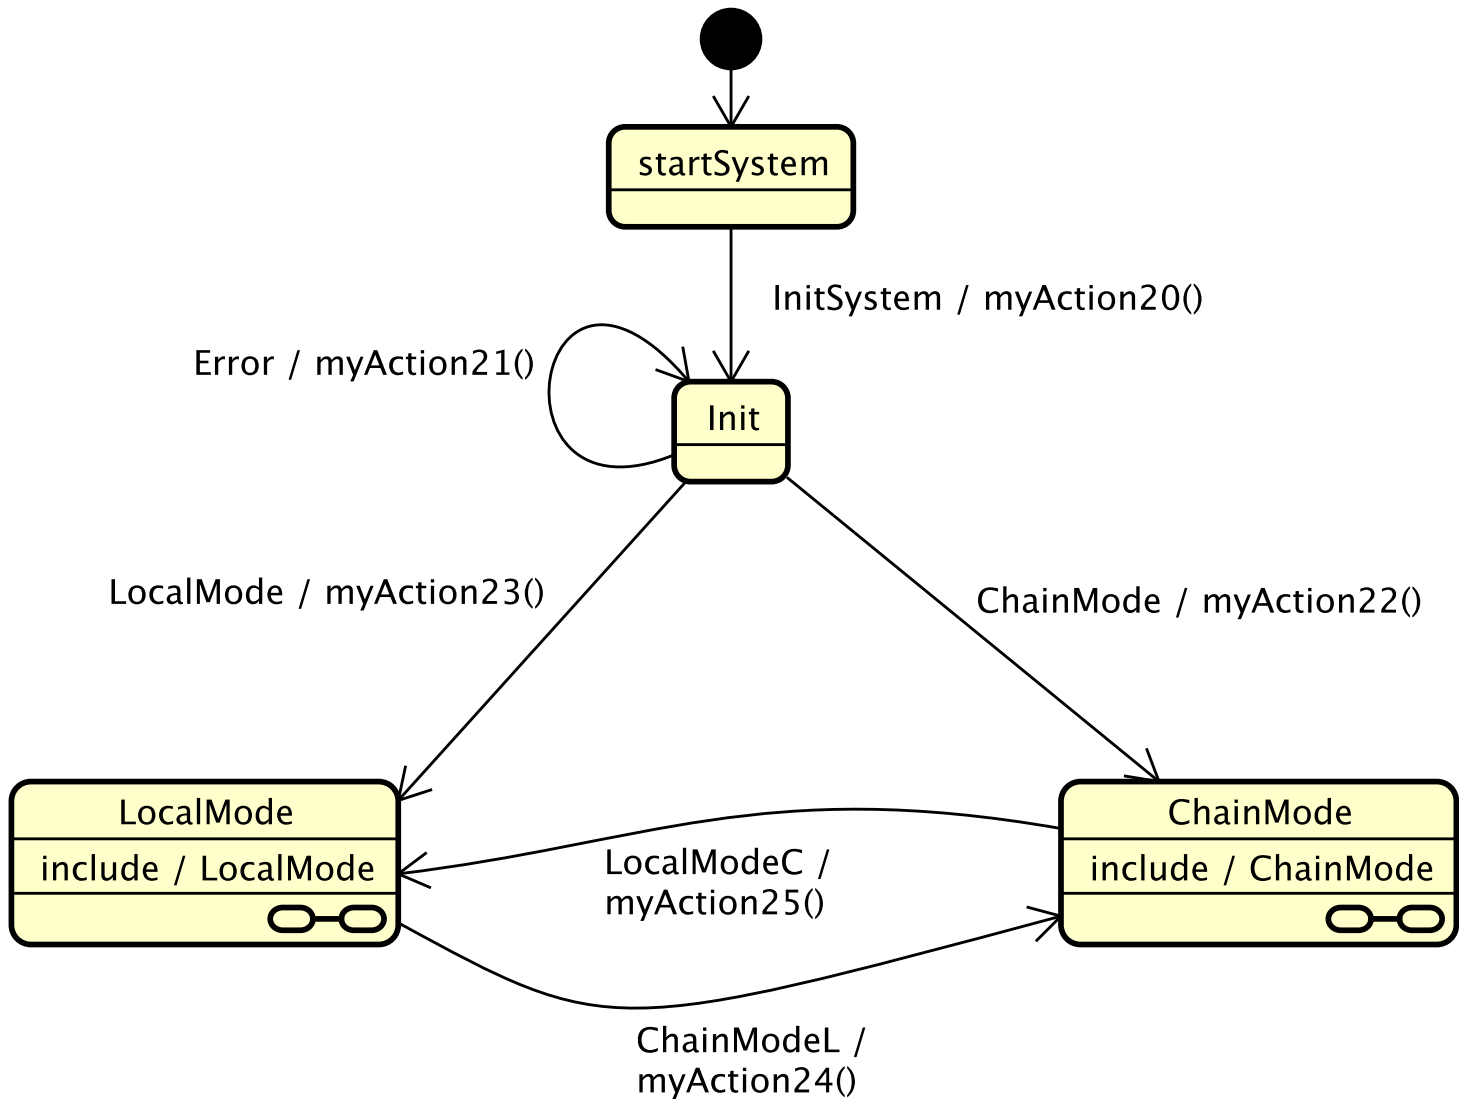 startSystem
InitSystem / myAction20()
Error / myAction21()
Init
LocalMode / myAction23()
ChainMode / myAction22()
LocalMode
include / LocalMode
ChainMode
include / ChainMode
LocalModeC /
myAction25()
ChainModeL /
myAction24()